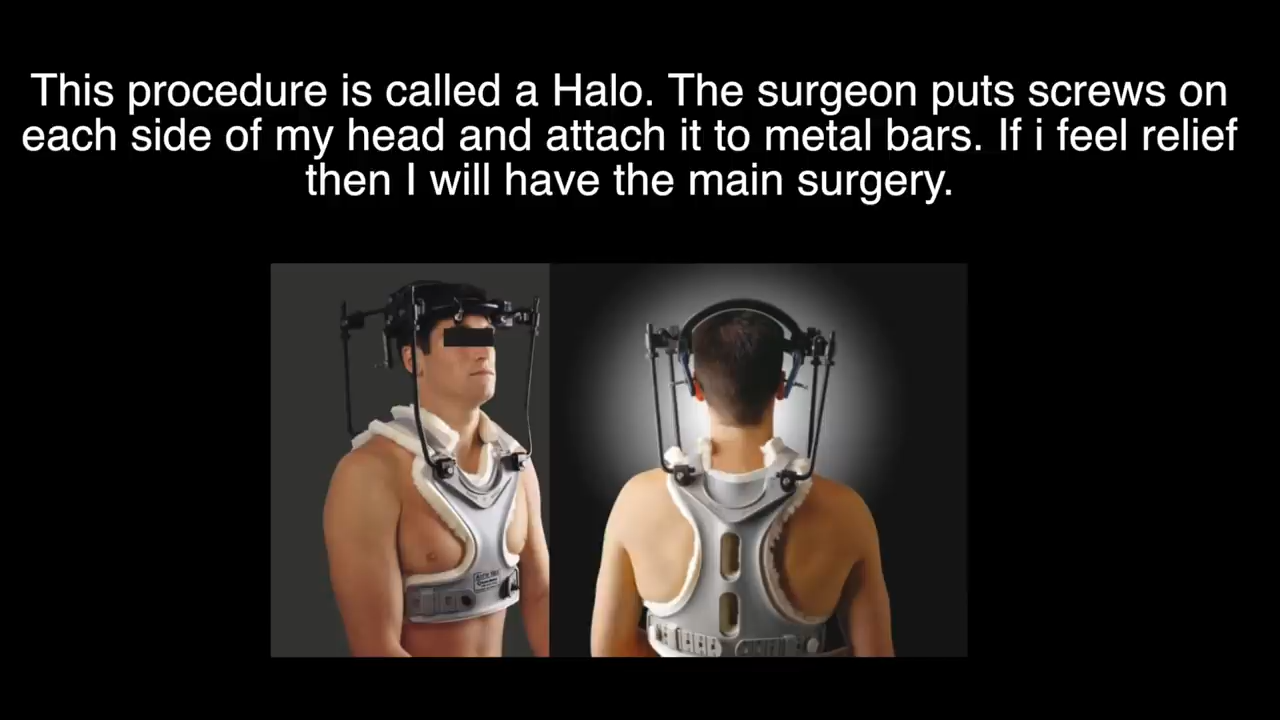 This procedure is called a Halo. The surgeon puts screws on
each side of my head and attach it to metal bars. If i feel relief
then I will have the main surgery.